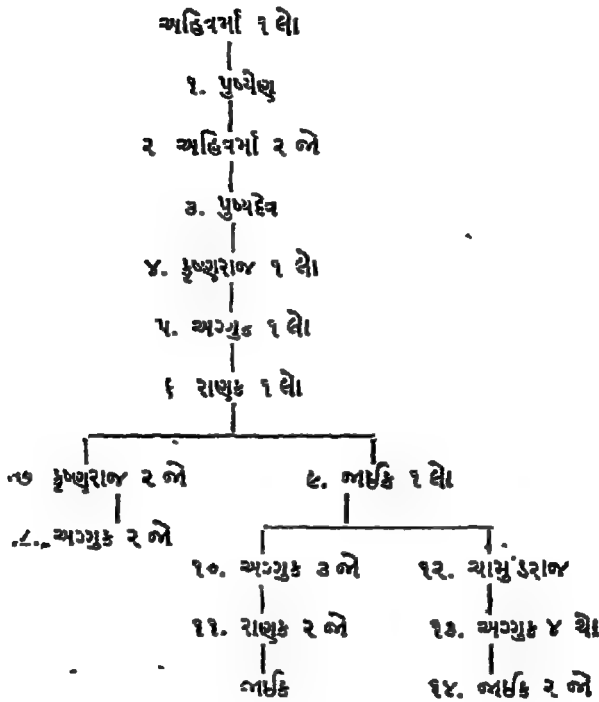 અહિવર્મા ૧ લો
૧. પુષ્યેણ
૨ અહિવર્મા ૨ જો
૩. પુષ્યદેવ
૪. કૃષ્ણરાજ ૧ લો
૫. અગ્ગુક ૧ લો
૬ રાણક ૧ લો
૭ કૃષ્ણરાજ ૨ જો ૯. જાઈક ૧ લો
૮. અગ્ગુક ૨ જો
૧૦. અગ્ગુક ૩ જો ૧૨. ચામુંડરાજ
૧૧. રાણક ૨ જો ૧૩. અગ્ગુક ૪ થો
જાઈક ૧૪. જાઈક ૨ જો